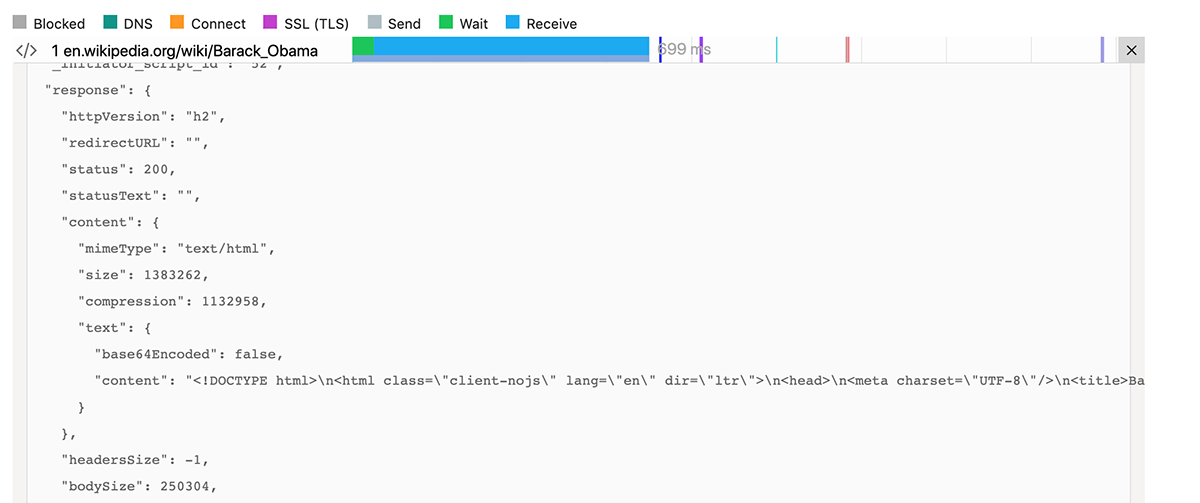 Blocked DNS Connect SSL (TLS) Send Wait Receive
</> 1 en.wikipedia.org/wiki/Barack_Obama 699 ms ×
_initiator_script_id": "52",
"response": {
"httpVersion": "h2",
"redirectURL": "",
"status": 200,
"statusText": "",
"content": {
"mimeType": "text/html",
"size": 1383262,
"compression": 1132958,
"text": {
"base64Encoded": false,
"content": "<!DOCTYPE html>\n<html class=\"client-nojs\" lang=\"en\" dir=\"ltr\">\n<head>\n<meta charset=\"UTF-8\"/>\n<title>Ba
}
},
"headersSize": -1,
"bodySize": 250304,